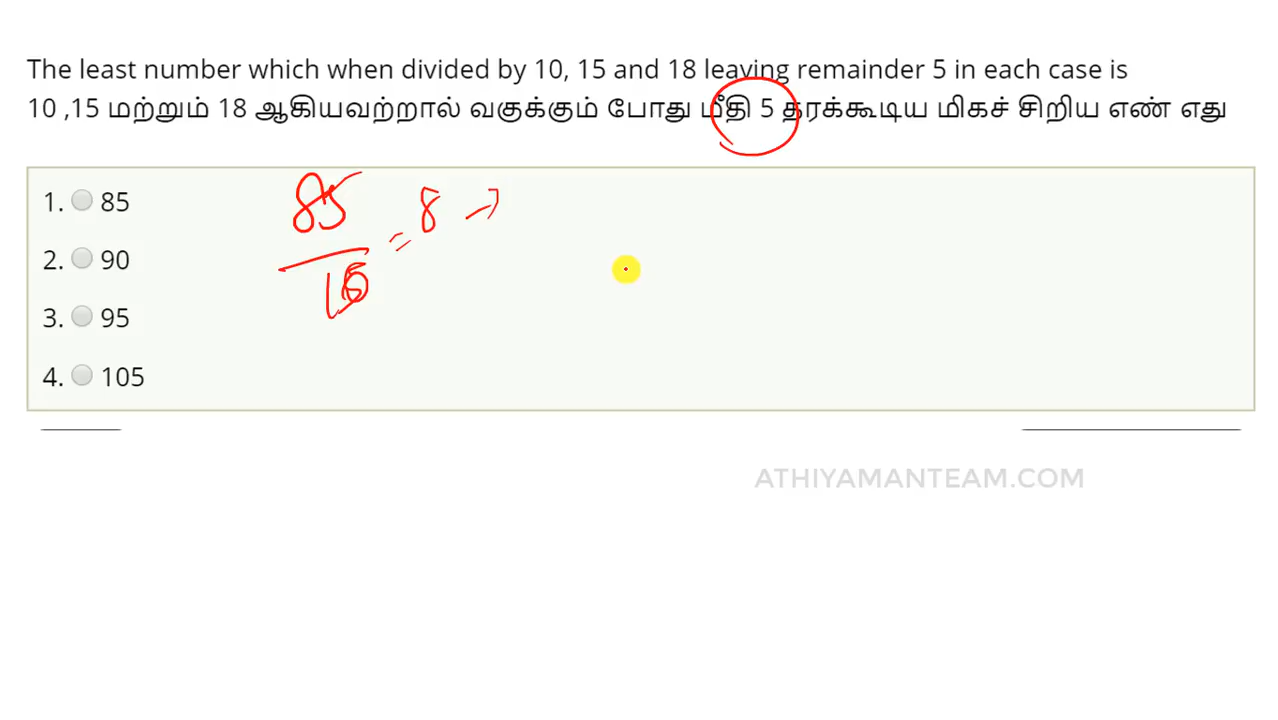 The least number which when divided by 10, 15 and 18 leaving remainder 5 in each case is
10 ,15 மற்றும் 18 ஆகியவற்றால் வகுக்கும் போது மீதி 5 தரக்கூடிய மிகச் சிறிய எண் எது
1. 85
2. 90
3. 95
4. 105
85
= 8
ATHIYAMANTEAM.COM